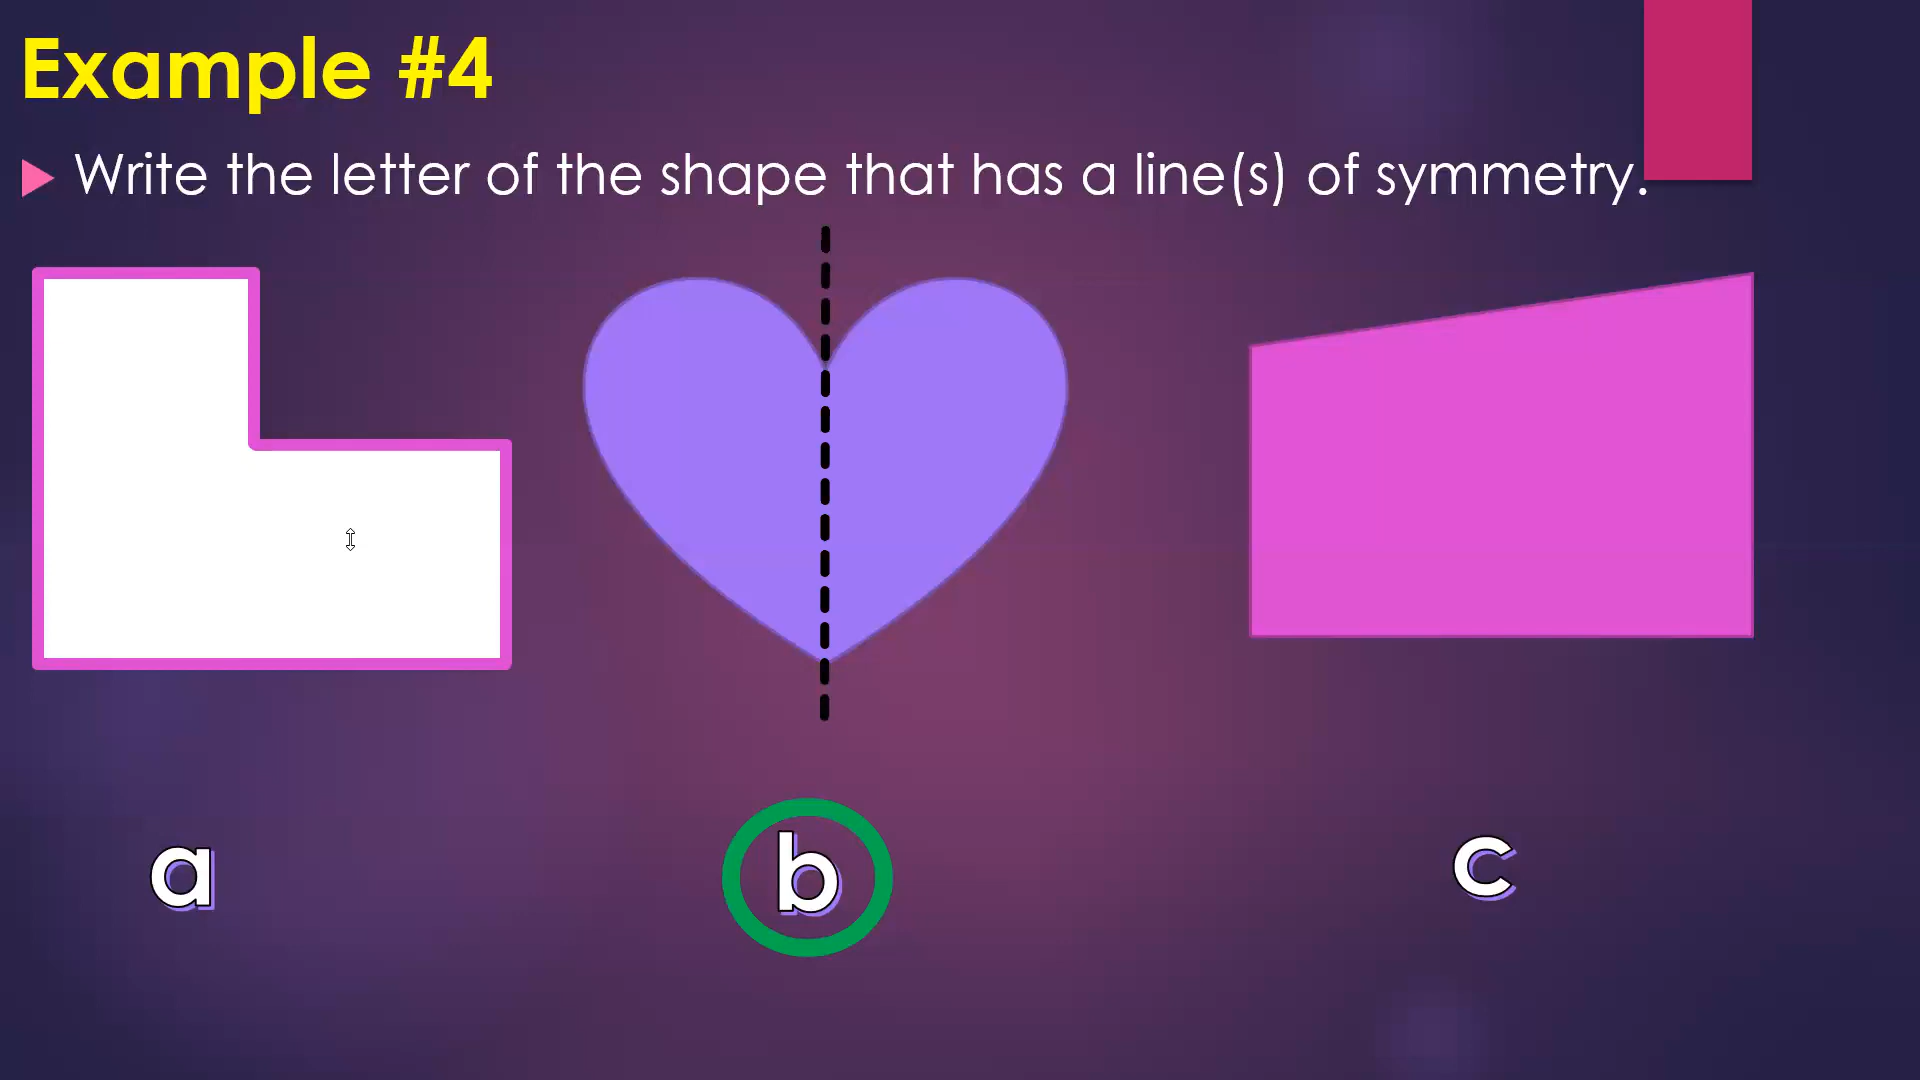 Example #4
Write the letter of the shape that has a line(s) of symmetry.
a b c